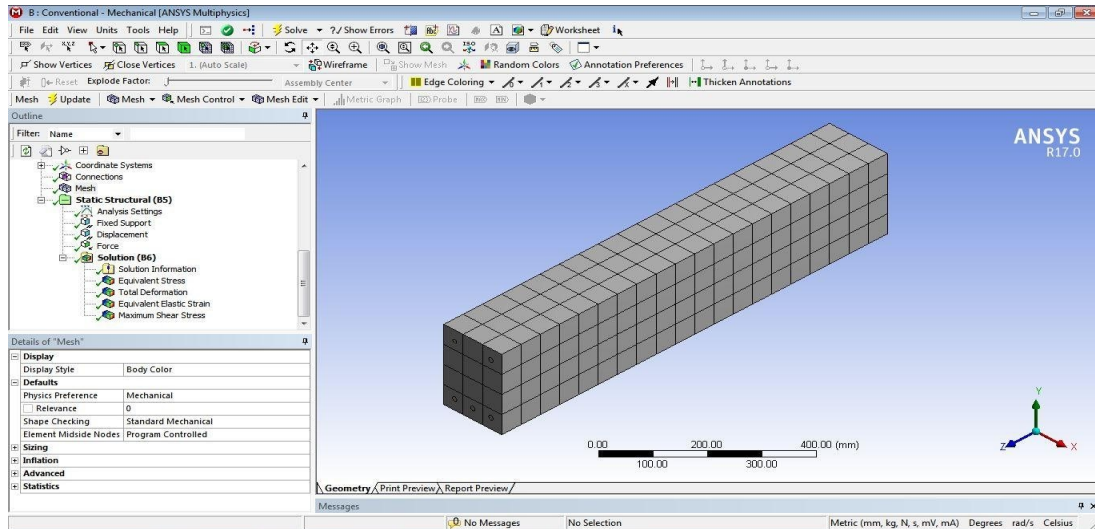 B : Conventional - Mechanical [ANSYS Multiphysics]
File Edit View Units Tools Help Solve ?/ Show Errors A Worksheet
Show Vertices Close Vertices 1. (Auto Scale) Wireframe Show Mesh Random Colors Annotation Preferences
Reset Explode Factor: Assembly Center Edge Coloring Thicken Annotations
Mesh Update Mesh Mesh Control Mesh Edit Metric Graph Probe
Outline
Filter: Name
Coordinate Systems
Connections
Mesh
Static Structural (B5)
Analysis Settings
Fixed Support
Displacement
Force
Solution (B6)
Solution Information
Equivalent Stress
Total Deformation
Equivalent Elastic Strain
Maximum Shear Stress
Details of "Mesh"
Display
Display Style Body Color
Defaults
Physics Preference Mechanical
Relevance 0
Shape Checking Standard Mechanical
Element Midside Nodes Program Controlled
Sizing
Inflation
Advanced
Statistics
ANSYS
R17.0
0.00 200.00 400.00 (mm)
100.00 300.00
Y
Z X
Geometry Print Preview Report Preview
Messages
No Messages No Selection Metric (mm, kg, N, s, mV, mA) Degrees rad/s Celsius